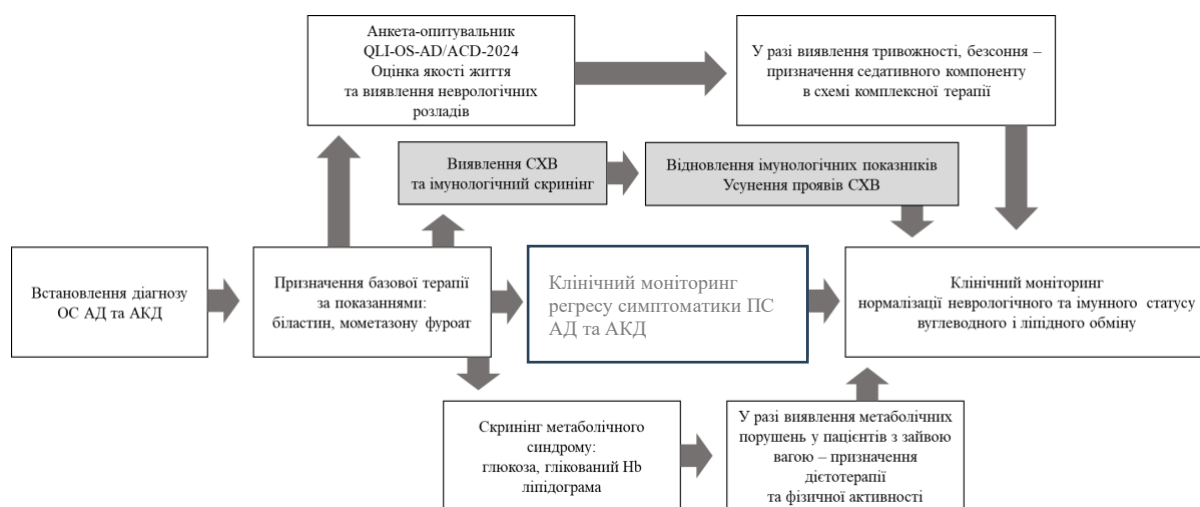 Анкета-опитувальник
QLI-OS-AD/ACD-2024
Оцінка якості життя
та виявлення неврологічних
розладів
У разі виявлення тривожності, безсоння –
призначення седативного компоненту
в схемі комплексної терапії
Виявлення СХВ
та імунологічний скринінг
Відновлення імунологічних показників
Усунення проявів СХВ
Встановлення діагнозу
ОС АД та АКД
Призначення базової терапії
за показаннями:
біластин, мометазону фуроат
Клінічний моніторинг
регресу симптоматики ПС
АД та АКД
Клінічний моніторинг
нормалізації неврологічного та імунного статусу
вуглеводного і ліпідного обміну
Скринінг метаболічного
синдрому:
глюкоза, глікований Hb
ліпідограма
У разі виявлення метаболічних
порушень у пацієнтів з зайвою
вагою – призначення
дієтотерапії
та фізичної активності